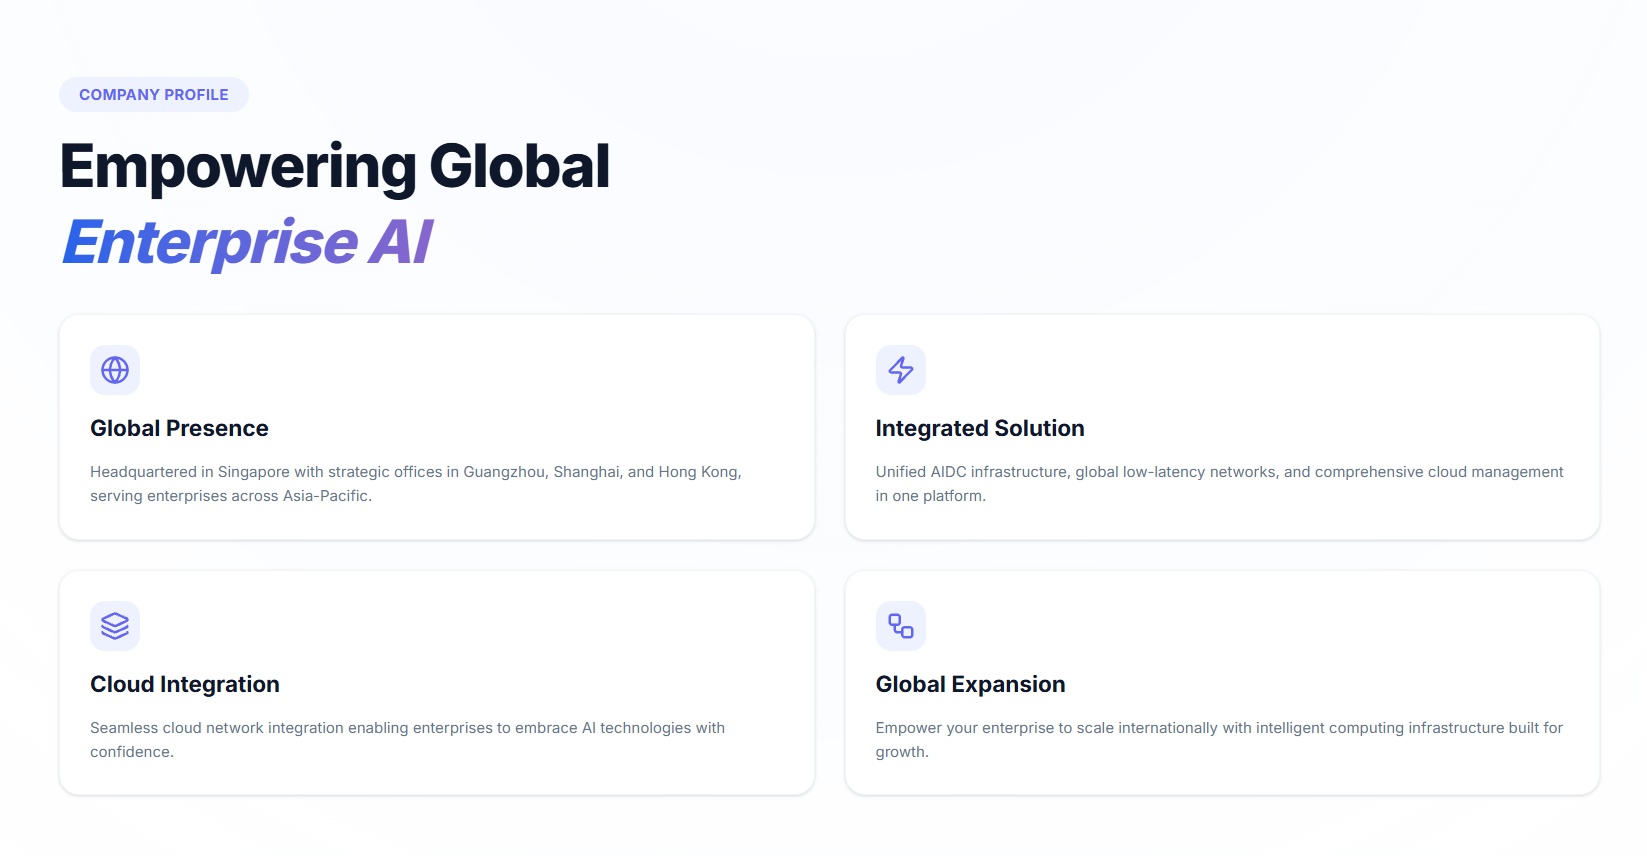 COMPANY PROFILE
Empowering Global
Enterprise AI
Global Presence
Headquartered in Singapore with strategic offices in Guangzhou, Shanghai, and Hong Kong,
serving enterprises across Asia-Pacific.
Integrated Solution
Unified AIDC infrastructure, global low-latency networks, and comprehensive cloud management
in one platform.
Cloud Integration
Seamless cloud network integration enabling enterprises to embrace AI technologies with
confidence.
Global Expansion
Empower your enterprise to scale internationally with intelligent computing infrastructure built for
growth.